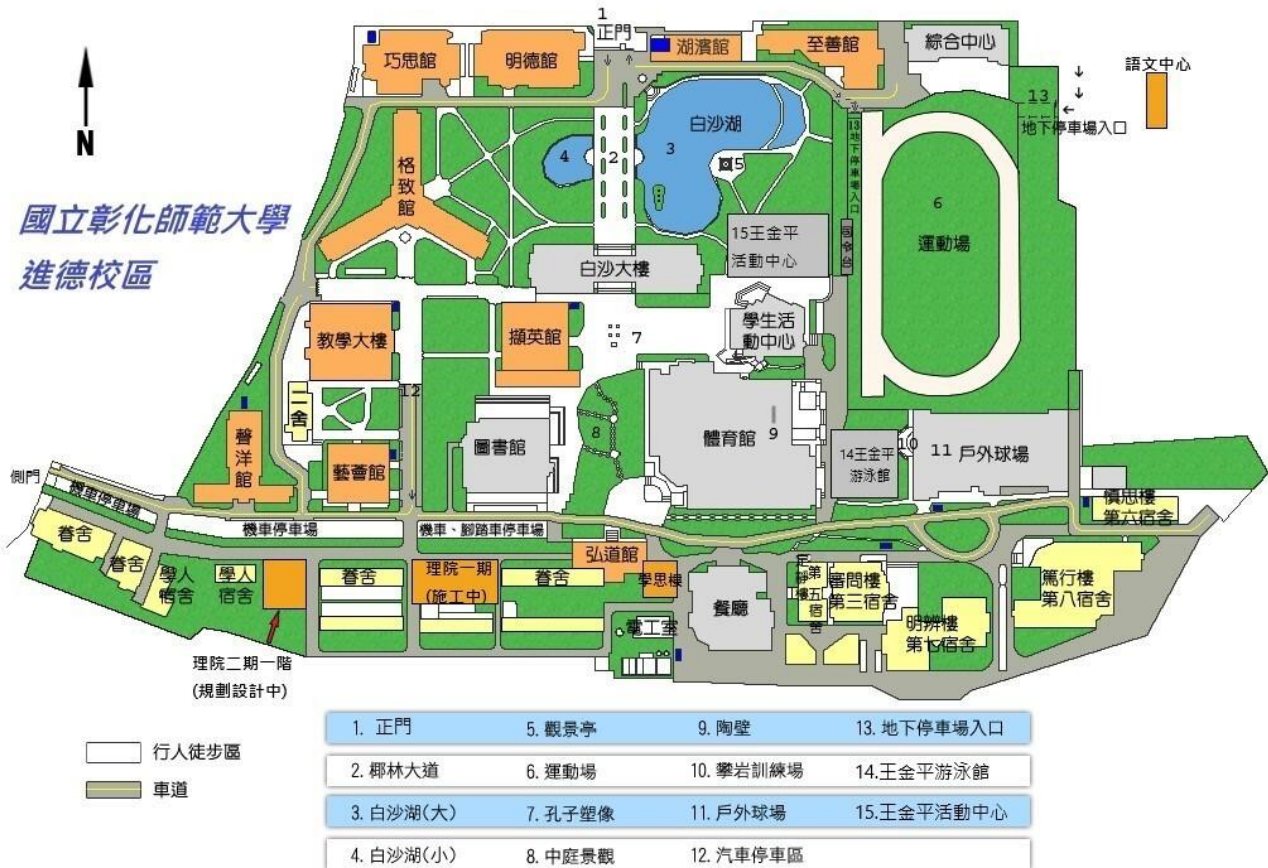 1
正門
巧思館
明德館
湖濱館
至善館
綜合中心
語文中心
N
13
地下停車場入口
白沙湖
13地下停車場入口
4
2
3
5
格致館
國立彰化師範大學
進德校區
6
運動場
15王金平
活動中心
司令台
白沙大樓
教學大樓
擷英館
7
學生活
動中心
12
二舍
聲洋館
藝薈館
圖書館
8
體育館
9
10
14王金平
游泳館
11 戶外球場
側門
機車停車場
機車停車場
機車、腳踏車停車場
慎思樓
第六宿舍
眷舍
眷舍
學人
宿舍
學人
宿舍
眷舍
理院一期
(施工中)
眷舍
弘道館
學思樓
餐廳
第五宿舍
審問樓
第三宿舍
明辨樓
第七宿舍
篤行樓
第八宿舍
電工室
理院二期一階
(規劃設計中)
行人徒步區
車道
1. 正門 5. 觀景亭 9. 陶壁 13. 地下停車場入口
2. 椰林大道 6. 運動場 10. 攀岩訓練場 14.王金平游泳館
3. 白沙湖(大) 7. 孔子塑像 11. 戶外球場 15.王金平活動中心
4. 白沙湖(小) 8. 中庭景觀 12. 汽車停車區